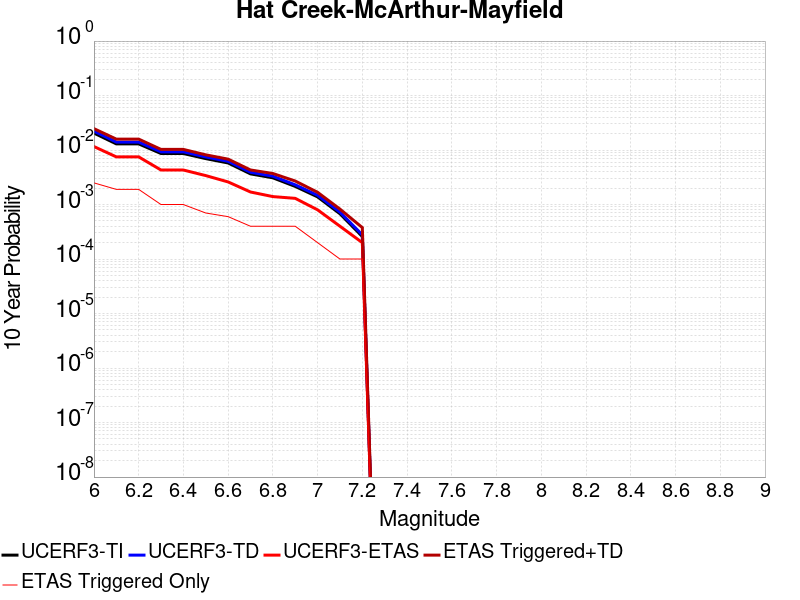 Hat Creek-McArthur-Mayfield
10^0
10^-1
10^-2
10^-3
10^-4
10^-5
10^-6
10^-7
10^-8
10 Year Probability
6 6.2 6.4 6.6 6.8 7 7.2 7.4 7.6 7.8 8 8.2 8.4 8.6 8.8 9
Magnitude
UCERF3-TI UCERF3-TD UCERF3-ETAS ETAS Triggered+TD
ETAS Triggered Only